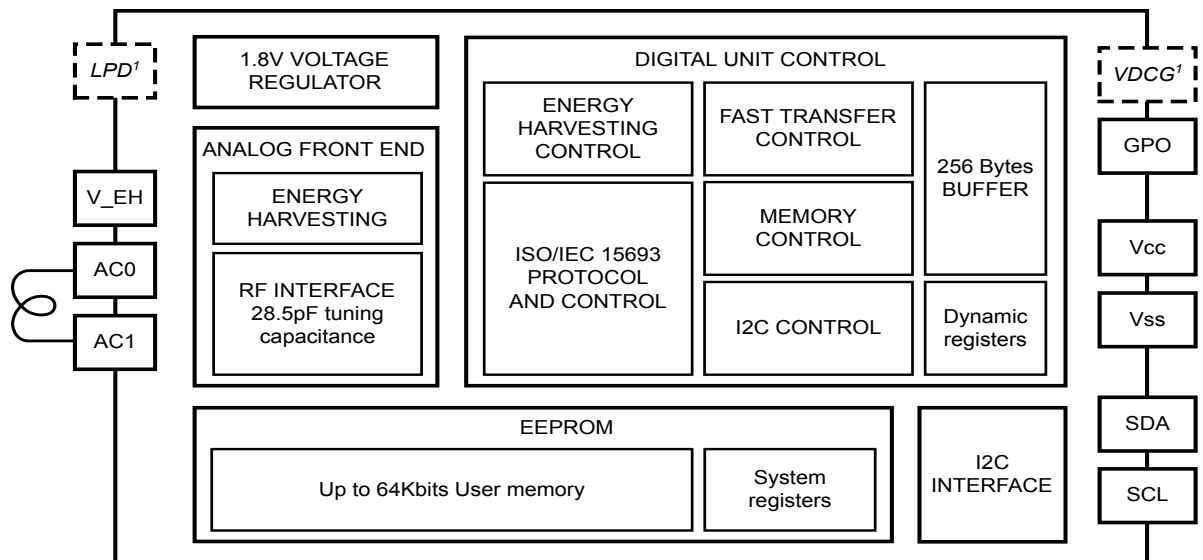 LPD¹
V_EH
AC0
AC1
1.8V VOLTAGE
REGULATOR
ANALOG FRONT END
ENERGY
HARVESTING
RF INTERFACE
28.5pF tuning
capacitance
DIGITAL UNIT CONTROL
ENERGY
HARVESTING
CONTROL
ISO/IEC 15693
PROTOCOL
AND CONTROL
FAST TRANSFER
CONTROL
MEMORY
CONTROL
I2C CONTROL
256 Bytes
BUFFER
Dynamic
registers
EEPROM
Up to 64Kbits User memory
System
registers
I2C
INTERFACE
VDCG¹
GPO
Vcc
Vss
SDA
SCL